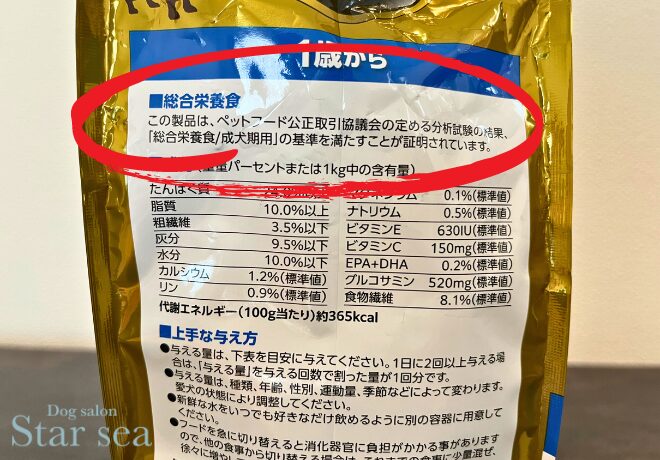 1歳から
■総合栄養食
この製品は、ペットフード公正取引協議会の定める分析試験の結果、
「総合栄養食/成犬期用」の基準を満たすことが証明されています。
パーセントまたは1kg中の含有量)
たんぱく質
脂質 10.0%以上
粗繊維 3.5%以下
灰分 9.5%以下
水分 10.0%以下
カルシウム 1.2%(標準値)
リン 0.9%(標準値)
0.1%(標準値)
ナトリウム 0.5%(標準値)
ビタミンE 630IU(標準値)
ビタミンC 150mg(標準値)
EPA+DHA 0.2%(標準値)
グルコサミン 520mg(標準値)
食物繊維 8.1%(標準値)
代謝エネルギー(100g当たり)約365kcal
■上手な与え方
●与える量は、下表を目安に与えてください。1日に2回以上与える場
合は、「与える量」を与える回数で割った量が1回分です。
●与える量は、種類、年齢、性別、運動量、季節などによって変わります。
愛犬の状態により調整してください。
●新鮮な水をいつでも好きなだけ飲めるように別の容器に用意して
ください。
●フードを急に切り替えると消化器官に負担がかかる事があります
ので、他の食事から切り替える場合は、これまでの食事に少量混ぜ、
徐々に増やして
Dog salon
Star sea